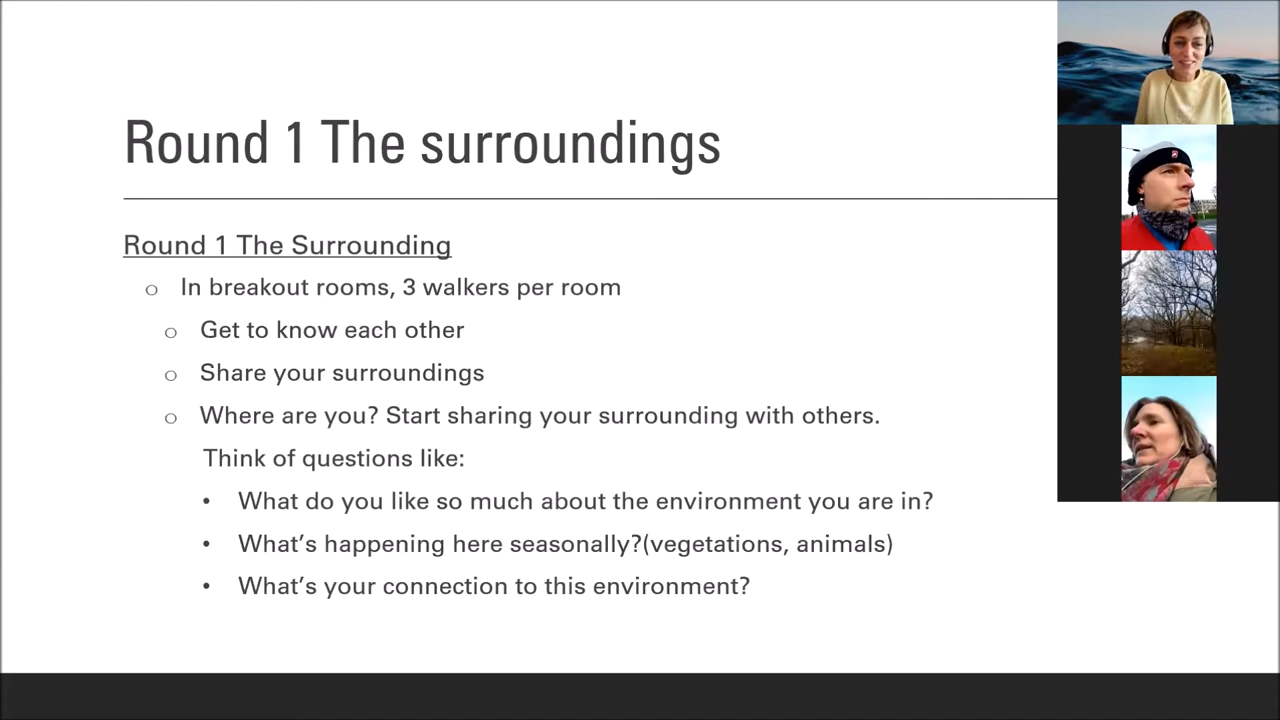 Round 1 The surroundings
Round 1 The Surrounding
o In breakout rooms, 3 walkers per room
o Get to know each other
o Share your surroundings
o Where are you? Start sharing your surrounding with others.
Think of questions like:
• What do you like so much about the environment you are in?
• What's happening here seasonally?(vegetations, animals)
• What's your connection to this environment?